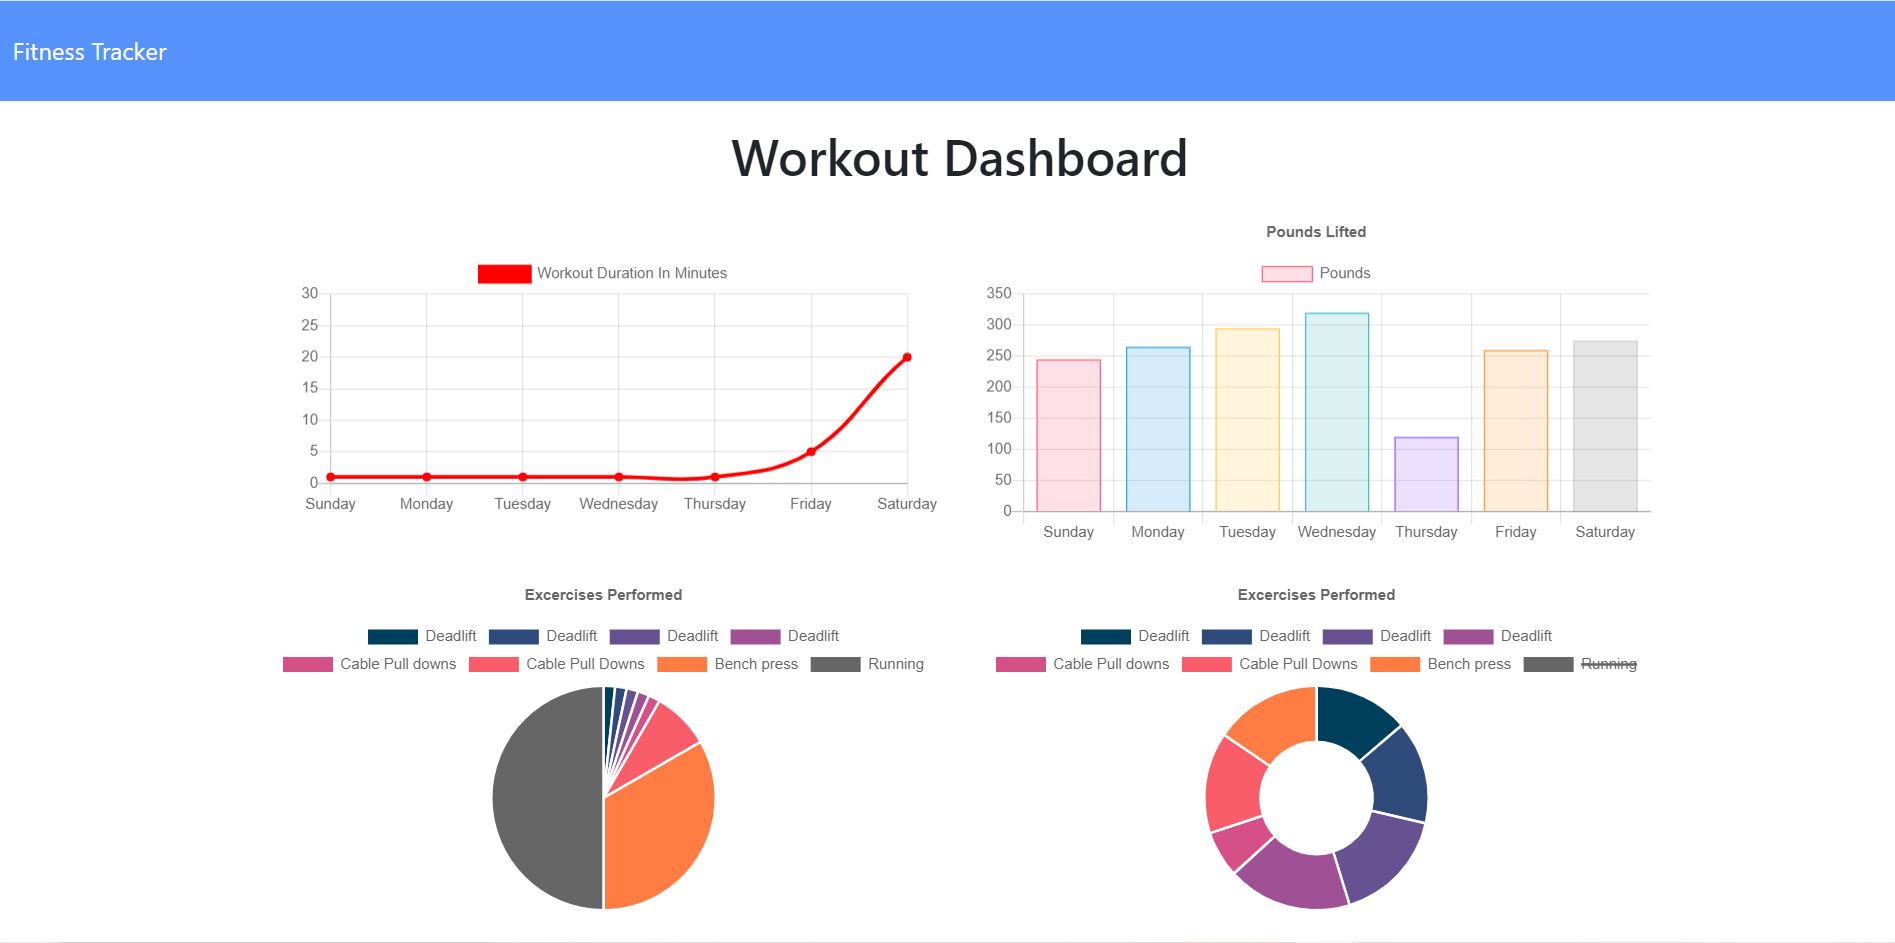 Fitness Tracker
Workout Dashboard
Workout Duration In Minutes
30
25
20
15
10
5
0
Sunday Monday Tuesday Wednesday Thursday Friday Saturday
Pounds Lifted
Pounds
350
300
250
200
150
100
50
0
Sunday Monday Tuesday Wednesday Thursday Friday Saturday
Excercises Performed
Deadlift Deadlift Deadlift Deadlift
Cable Pull downs Cable Pull Downs Bench press Running
Excercises Performed
Deadlift Deadlift Deadlift Deadlift
Cable Pull downs Cable Pull Downs Bench press Running